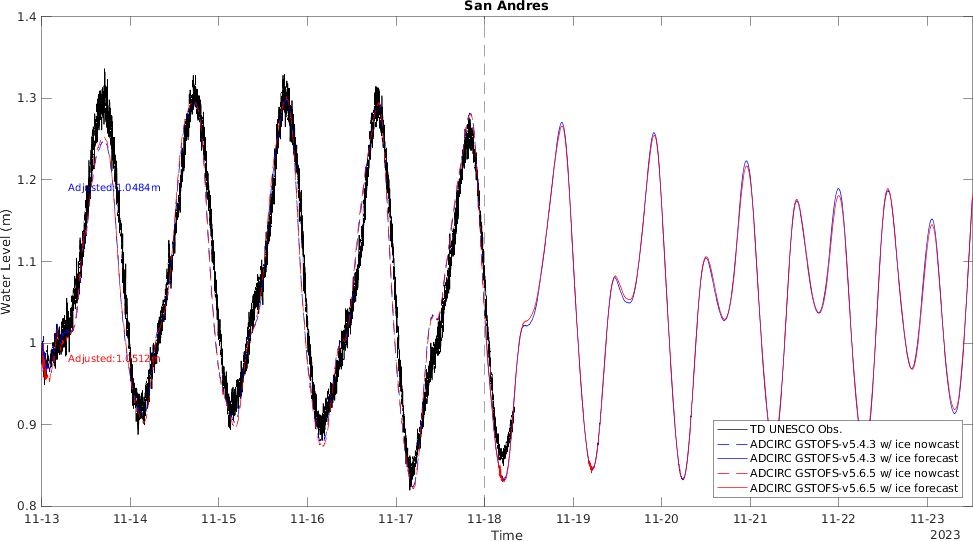 San Andres
1.4
1.3
1.2
1.1
1
0.9
0.8
Water Level (m)
Adjusted:1.0484m
Adjusted:1.0512m
TD UNESCO Obs.
ADCIRC GSTOFS-v5.4.3 w/ ice nowcast
ADCIRC GSTOFS-v5.4.3 w/ ice forecast
ADCIRC GSTOFS-v5.6.5 w/ ice nowcast
ADCIRC GSTOFS-v5.6.5 w/ ice forecast
11-13 11-14 11-15 11-16 11-17 11-18 11-19 11-20 11-21 11-22 11-23
Time
2023